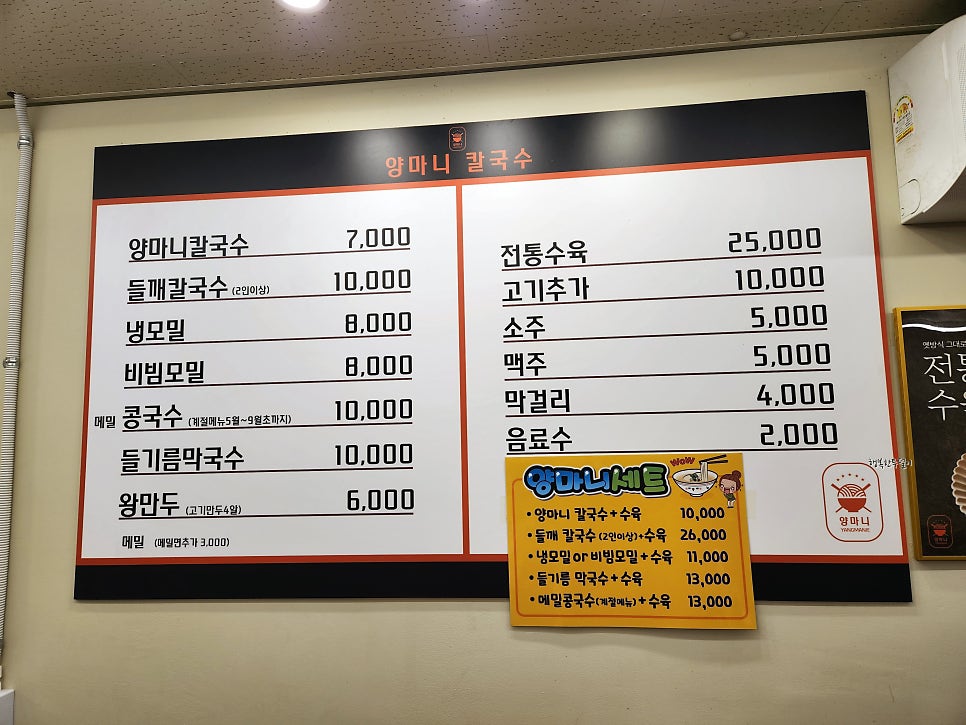 양마니 칼국수
양마니칼국수 7,000
들깨칼국수 (2인이상) 10,000
냉모밀 8,000
비빔모밀 8,000
메밀 콩국수 (계절메뉴5월~9월초까지) 10,000
들기름막국수 10,000
왕만두 (고기만두4알) 6,000
메밀 (메밀면추가 3,000)
전통수육 25,000
고기추가 10,000
소주 5,000
맥주 5,000
막걸리 4,000
음료수 2,000
양마니세트 WOW
• 양마니 칼국수+수육 10,000
• 들깨 칼국수 (2인이상)+수육 26,000
• 냉모밀 or 비빔모밀+수육 11,000
• 들기름 막국수+수육 13,000
• 메밀콩국수(계절메뉴)+수육 13,000
양마니
YANGMANIE
옛방식 그대로
전통
수육